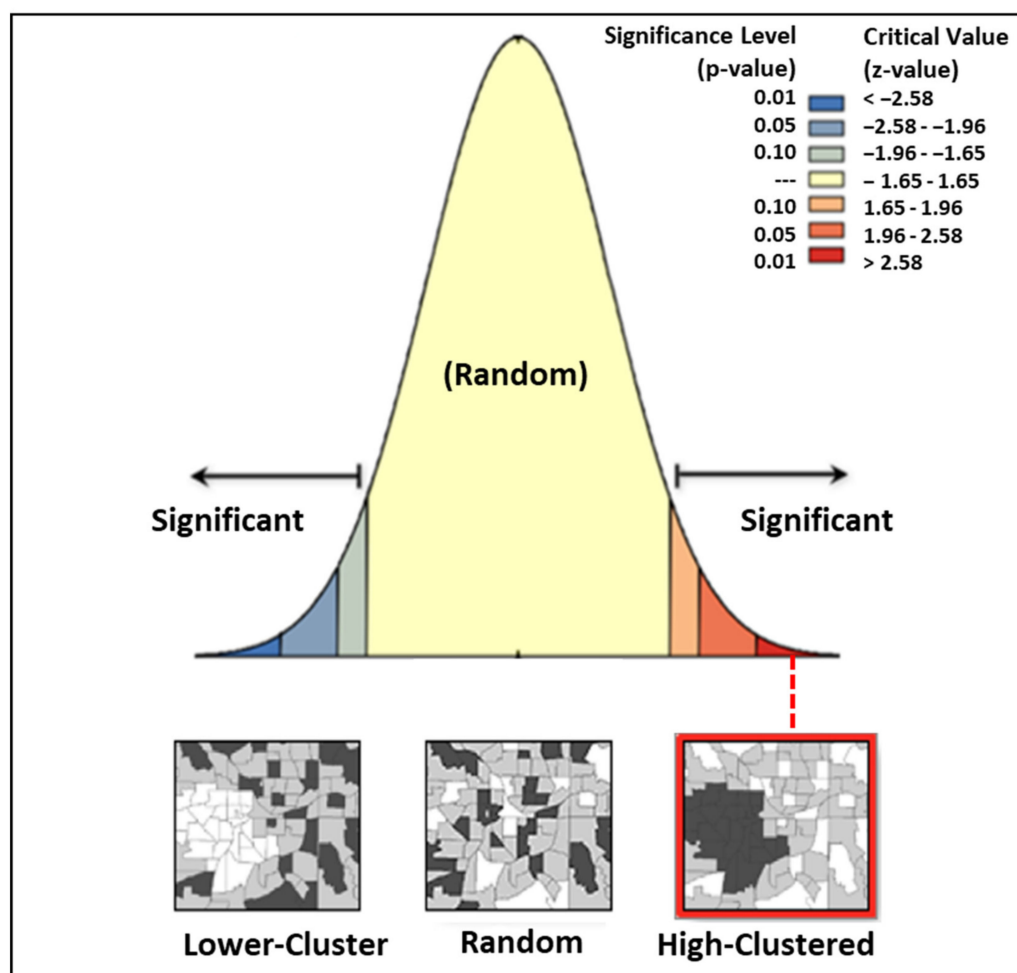 Significance Level Critical Value
(p-value) (z-value)
0.01 < −2.58
0.05 −2.58 - −1.96
0.10 −1.96 - −1.65
--- − 1.65 - 1.65
0.10 1.65 - 1.96
0.05 1.96 - 2.58
0.01 > 2.58
(Random)
Significant Significant
Lower-Cluster Random High-Clustered